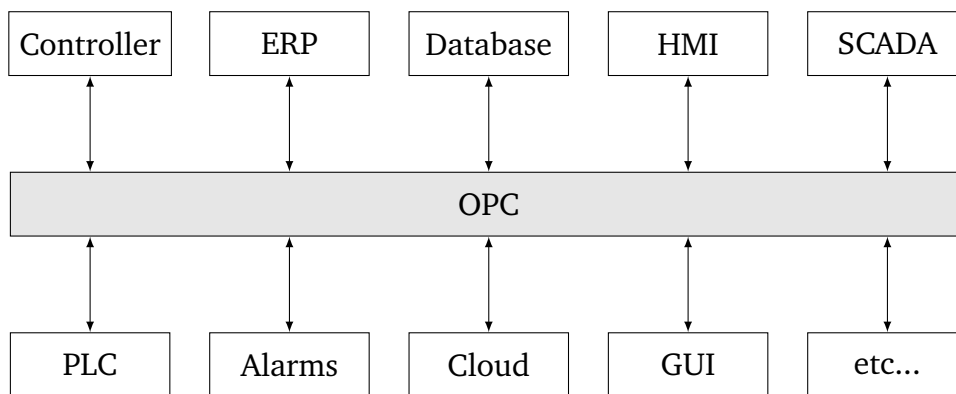 Controller
ERP
Database
HMI
SCADA
OPC
PLC
Alarms
Cloud
GUI
etc...